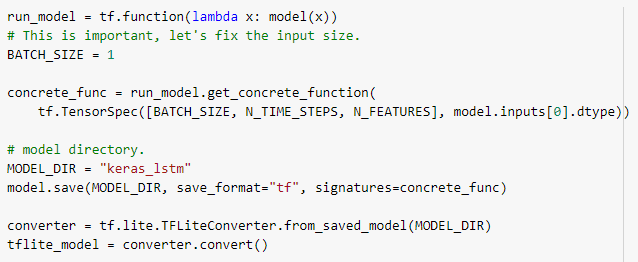 run_model = tf.function(lambda x: model(x))
# This is important, let's fix the input size.
BATCH_SIZE = 1
concrete_func = run_model.get_concrete_function(
    tf.TensorSpec([BATCH_SIZE, N_TIME_STEPS, N_FEATURES], model.inputs[0].dtype))
# model directory.
MODEL_DIR = "keras_lstm"
model.save(MODEL_DIR, save_format="tf", signatures=concrete_func)
converter = tf.lite.TFLiteConverter.from_saved_model(MODEL_DIR)
tflite_model = converter.convert()